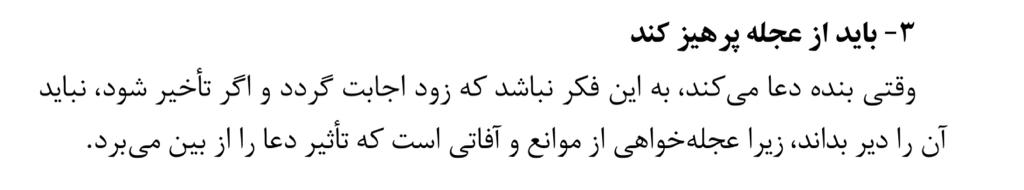 ۳- باید از عجله پرهیز کند
وقتی بنده دعا می‌کند، به این فکر نباشد که زود اجابت گردد و اگر تأخیر شود، نباید
آن را دیر بداند، زیرا عجله‌خواهی از موانع و آفاتی است که تأثیر دعا را از بین می‌برد.